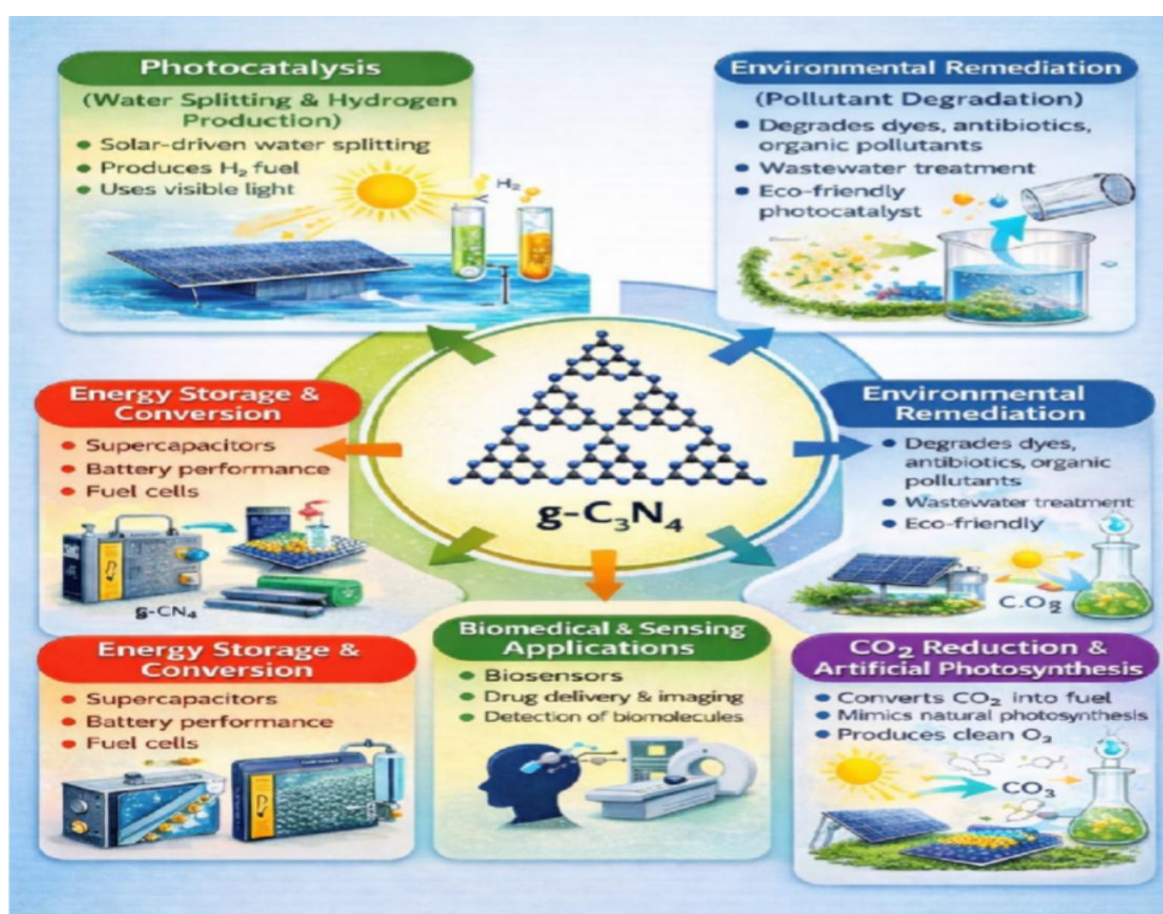 Photocatalysis
(Water Splitting & Hydrogen
Production)
• Solar-driven water splitting
• Produces H₂ fuel
• Uses visible light
H₂
Environmental Remediation
(Pollutant Degradation)
• Degrades dyes, antibiotics,
organic pollutants
• Wastewater treatment
• Eco-friendly
photocatalyst
Energy Storage &
Conversion
• Supercapacitors
• Battery performance
• Fuel cells
g-CN₄
g-C₃N₄
Environmental
Remediation
• Degrades dyes,
antibiotics, organic
pollutants
• Wastewater treatment
• Eco-friendly
C.O₂
Energy Storage &
Conversion
• Supercapacitors
• Battery performance
• Fuel cells
Biomedical & Sensing
Applications
• Biosensors
• Drug delivery & imaging
• Detection of biomolecules
CO₂ Reduction &
Artificial Photosynthesis
• Converts CO₂ into fuel
• Mimics natural photosynthesis
• Produces clean O₂
CO₃